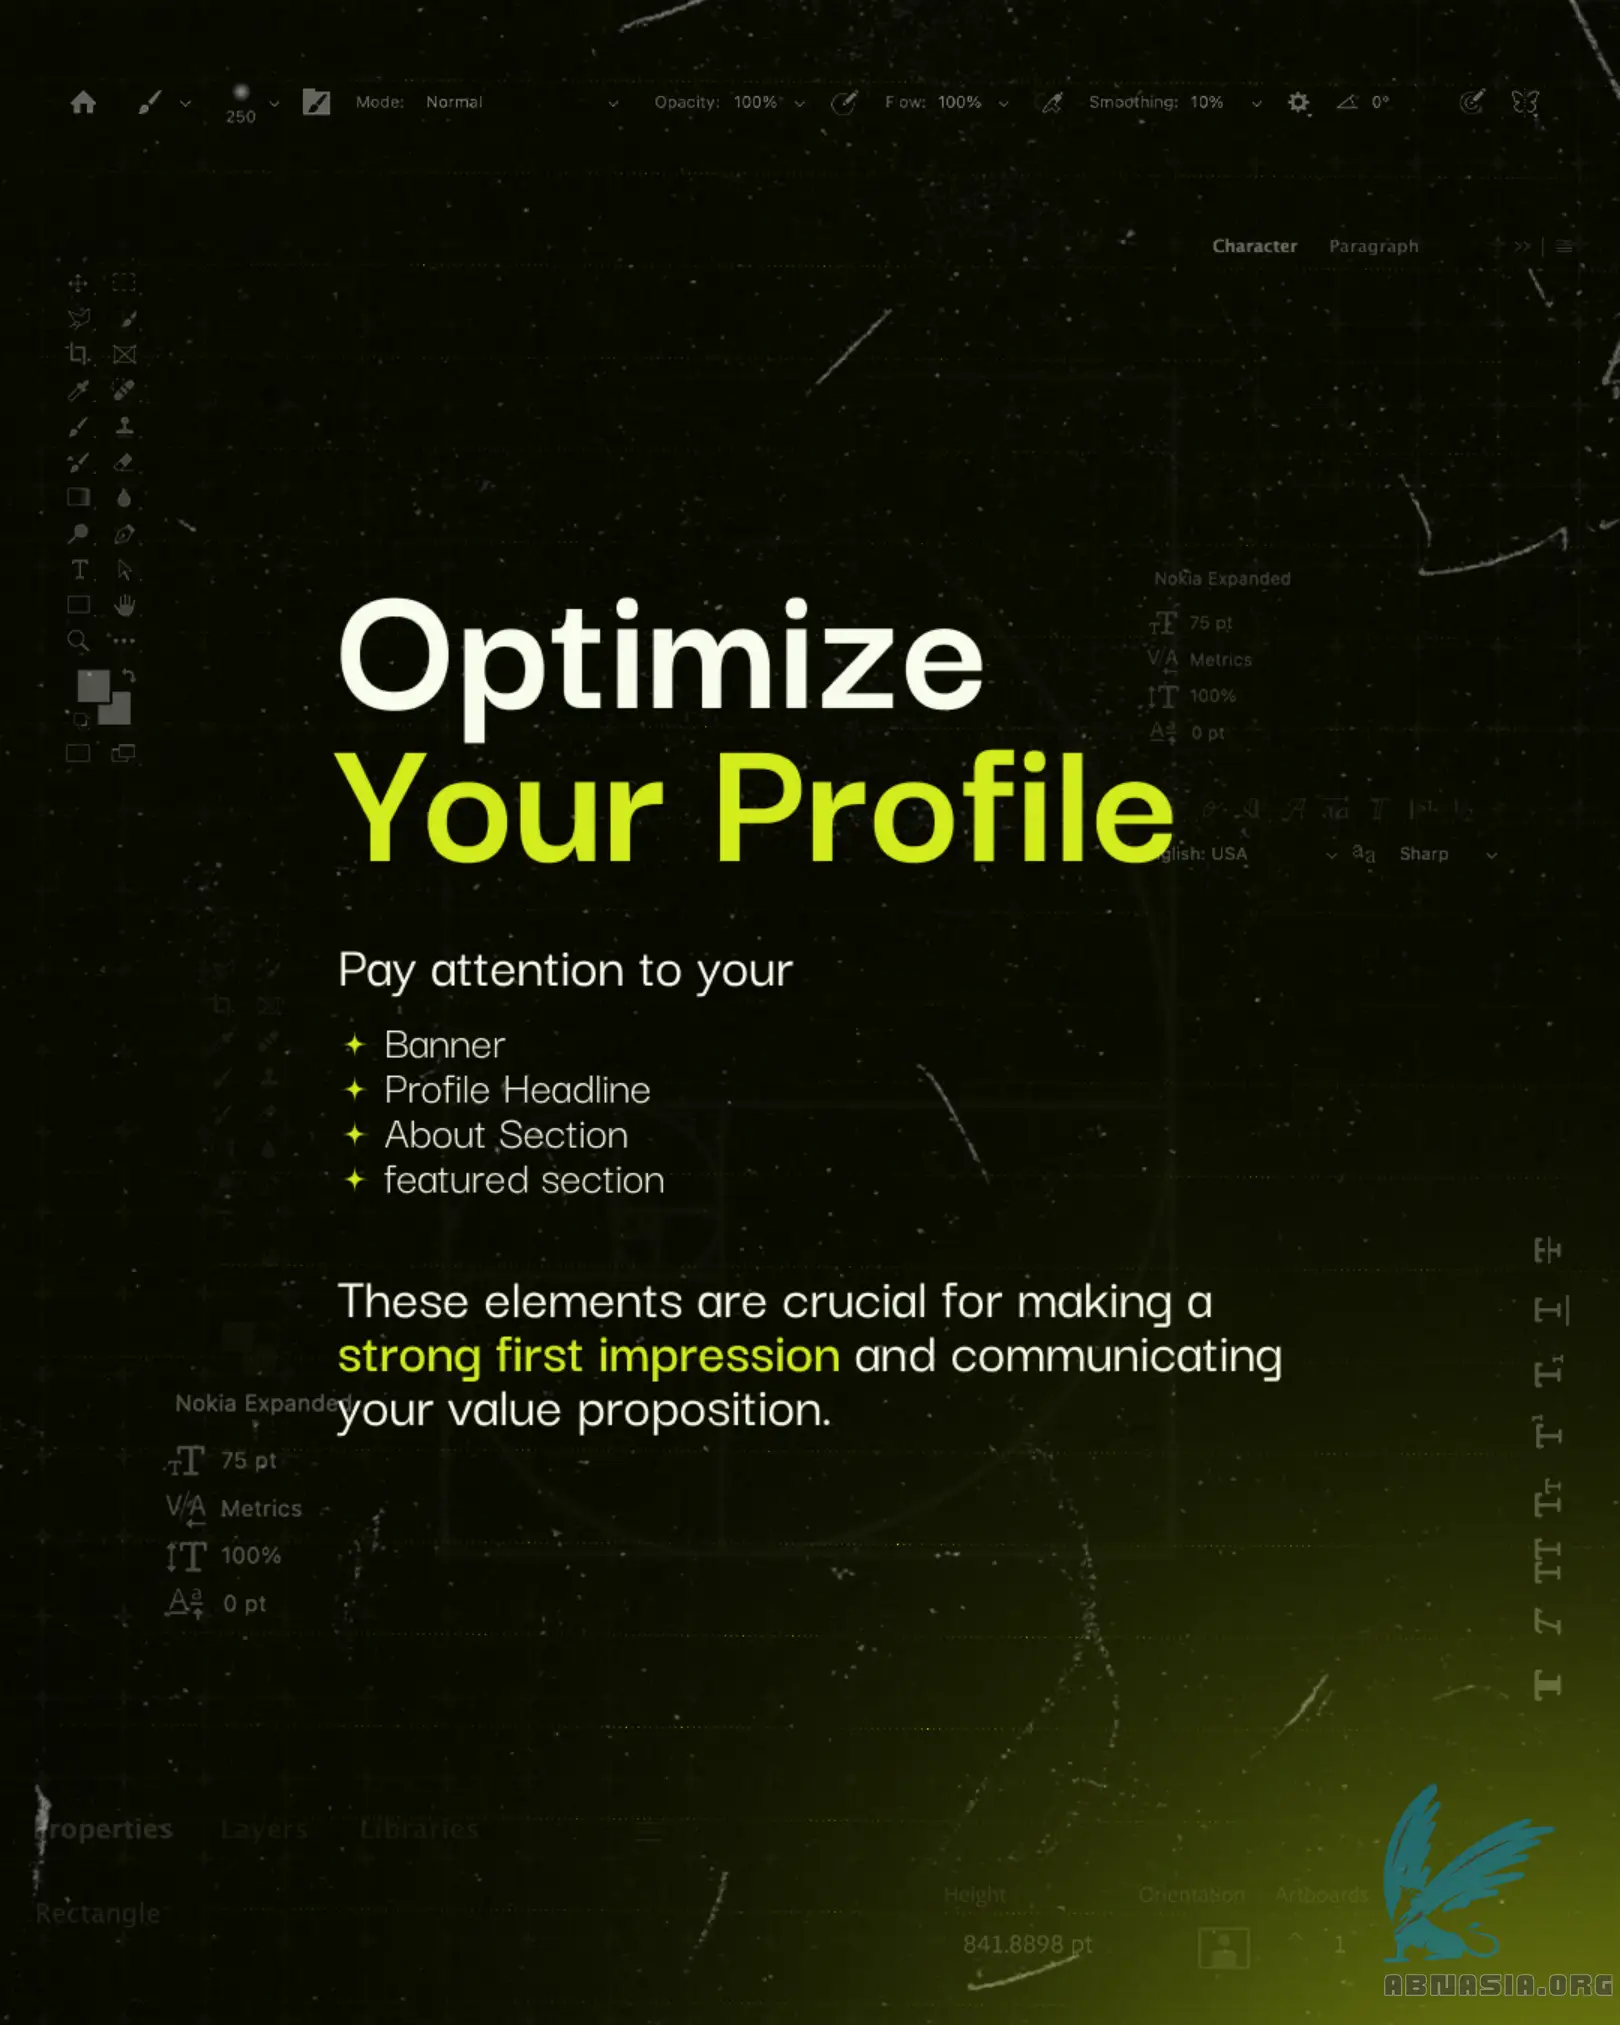 250
Mode: Normal
Opacity: 100%
Flow: 100%
Smoothing: 10%
0°
Character Paragraph
Nokia Expanded
75 pt
Metrics
100%
0 pt
Optimize
Your Profile
glish: USA
aa
Sharp
Pay attention to your
Banner
Profile Headline
About Section
featured section
These elements are crucial for making a
strong first impression and communicating
your value proposition.
Nokia Expanded
75 pt
Metrics
100%
0 pt
roperties Layers Libraries
Rectangle
Height Orientation Artboards
841.8898 pt
1
ABNASIA.ORG